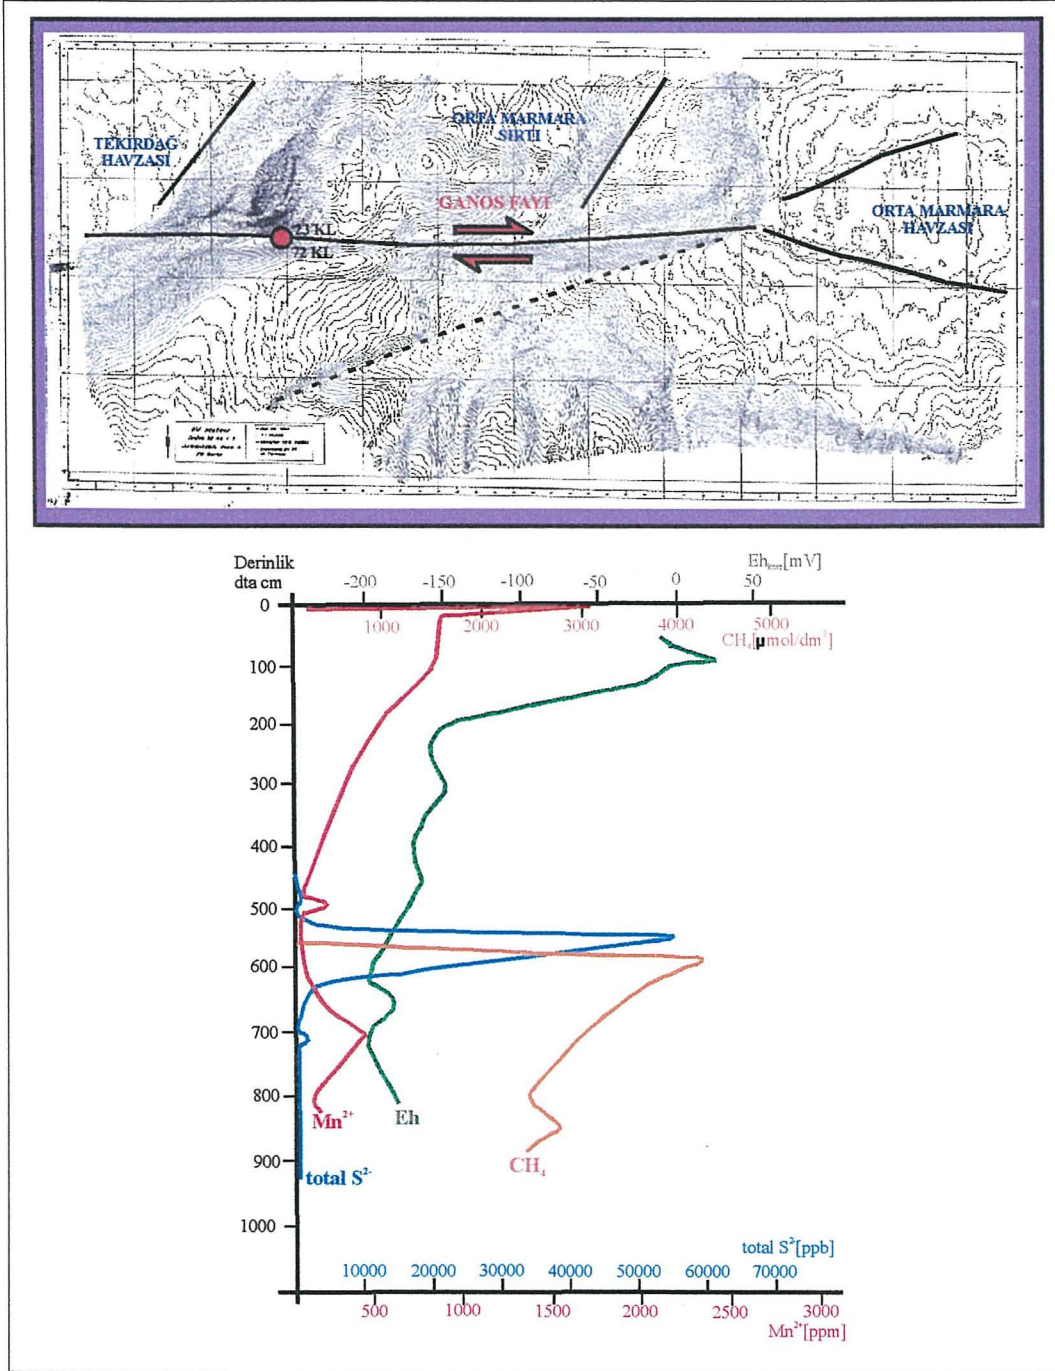 ORTA MARMARA
SIRTI
TEKİRDAĞ
HAVZASI
GANOS FAYI
ORTA MARMARA
HAVZASI
23 KL
72 KL
Derinlik
dta cm
-200 -150 -100 -50 0 50
Eh [mV]
0
1000 2000 3000 4000 5000
CH4[µmol/dm³]
100
200
300
400
500
600
700
800
900
1000
Mn²⁺
Eh
CH₄
total S²⁻
total S²⁻[ppb]
10000 20000 30000 40000 50000 60000 70000
500 1000 1500 2000 2500 3000
Mn²⁺[ppm]